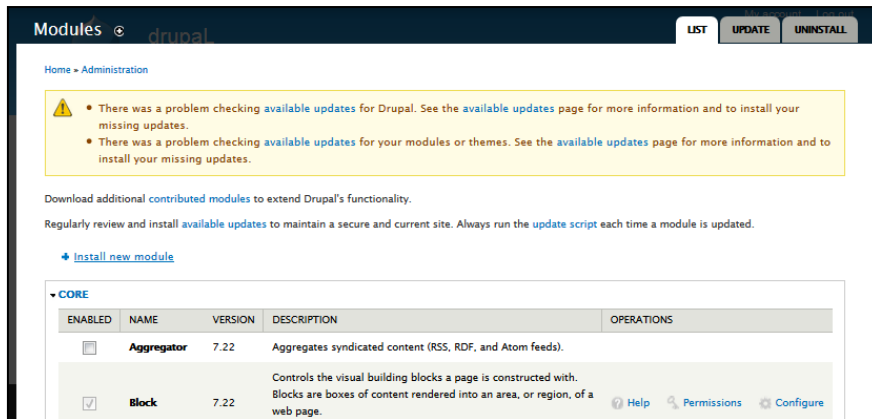 My account Log out
Modules
drupaL
LIST UPDATE UNINSTALL
Home » Administration
• There was a problem checking available updates for Drupal. See the available updates page for more information and to install your
missing updates.
• There was a problem checking available updates for your modules or themes. See the available updates page for more information and to
install your missing updates.
Download additional contributed modules to extend Drupal's functionality.
Regularly review and install available updates to maintain a secure and current site. Always run the update script each time a module is updated.
+ Install new module
CORE
ENABLED NAME VERSION DESCRIPTION OPERATIONS
Aggregator 7.22 Aggregates syndicated content (RSS, RDF, and Atom feeds).
Controls the visual building blocks a page is constructed with.
Block 7.22 Blocks are boxes of content rendered into an area, or region, of a Help Permissions Configure
web page.